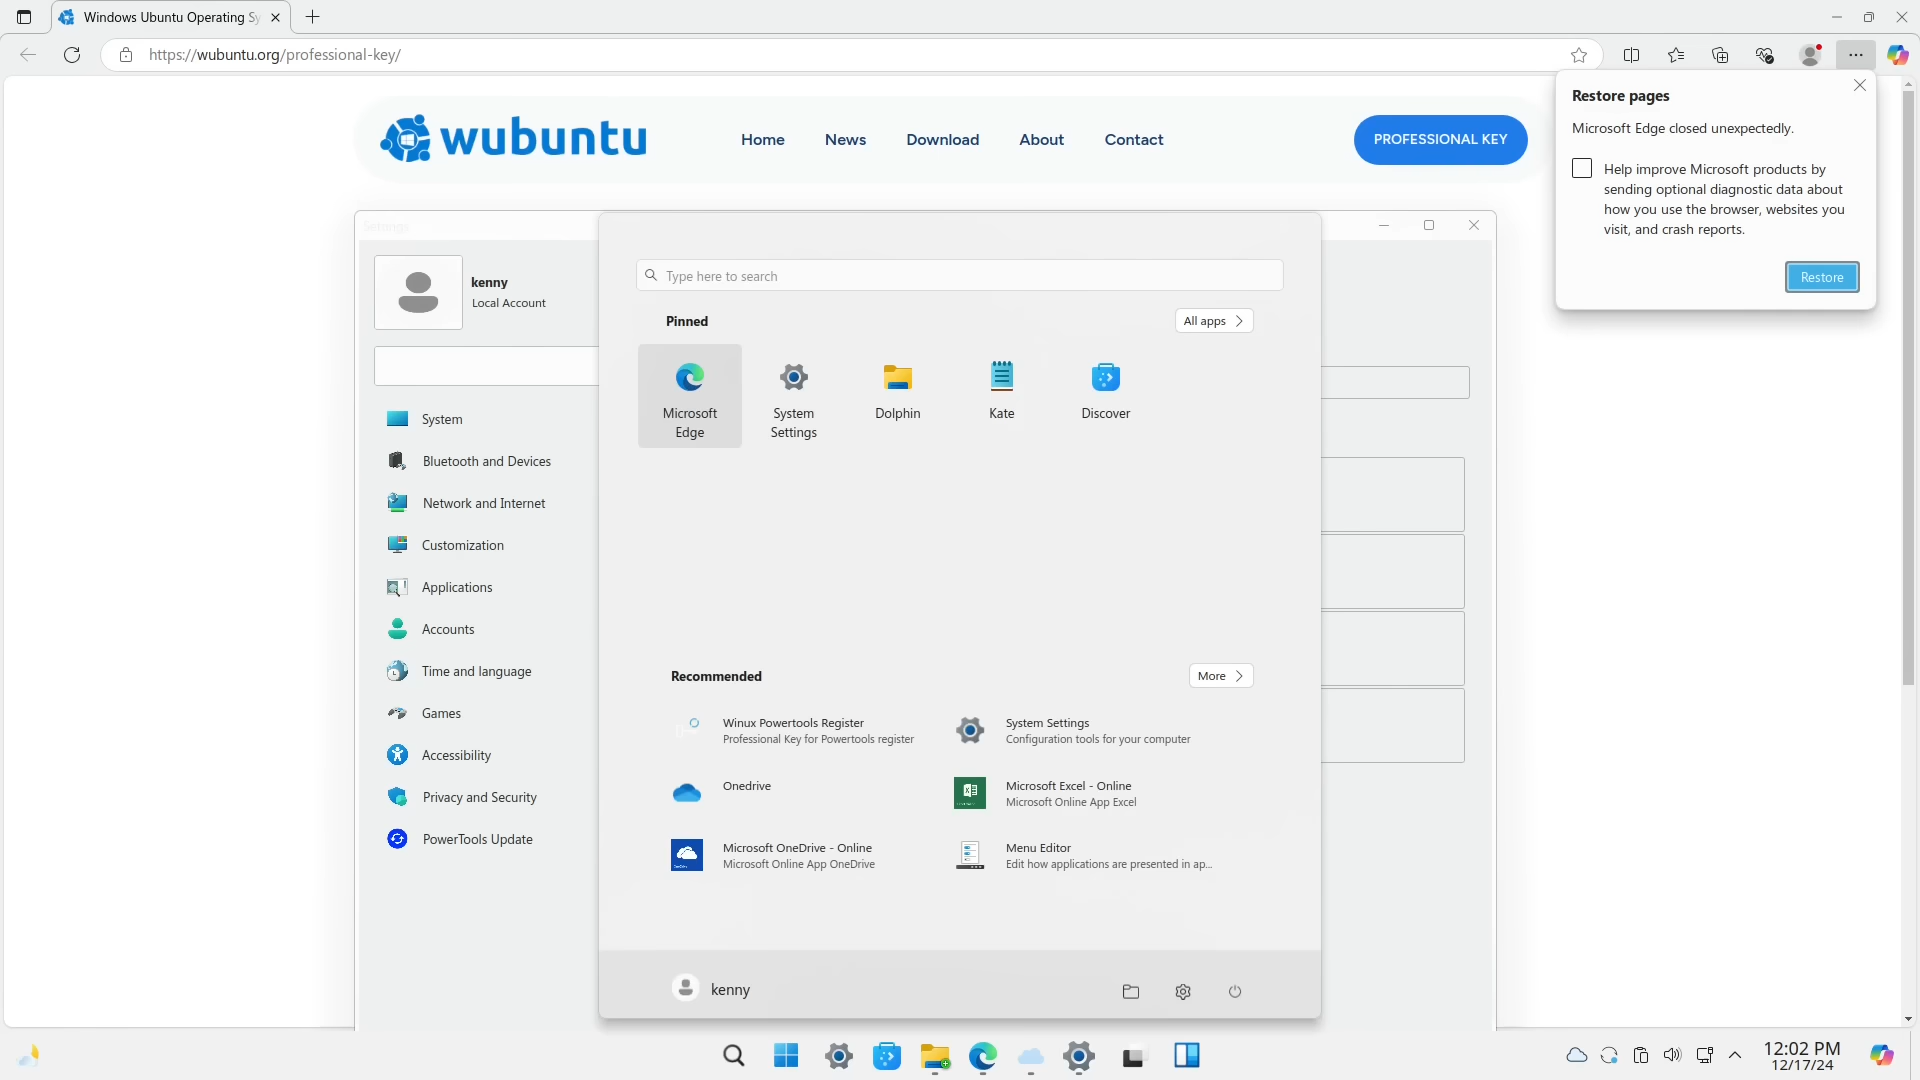 Windows Ubuntu Operating Sy
https://wubuntu.org/professional-key/
wubuntu
Home
News
Download
About
Contact
PROFESSIONAL KEY
Restore pages
Microsoft Edge closed unexpectedly.
Help improve Microsoft products by
sending optional diagnostic data about
how you use the browser, websites you
visit, and crash reports.
Restore
Settings
kenny
Local Account
System
Bluetooth and Devices
Network and Internet
Customization
Applications
Accounts
Time and language
Games
Accessibility
Privacy and Security
PowerTools Update
Type here to search
Pinned
All apps
Microsoft
Edge
System
Settings
Dolphin
Kate
Discover
Recommended
More
Winux Powertools Register
Professional Key for Powertools register
System Settings
Configuration tools for your computer
Onedrive
Microsoft Excel - Online
Microsoft Online App Excel
Microsoft OneDrive - Online
Microsoft Online App OneDrive
Menu Editor
Edit how applications are presented in ap...
kenny
12:02 PM
12/17/24